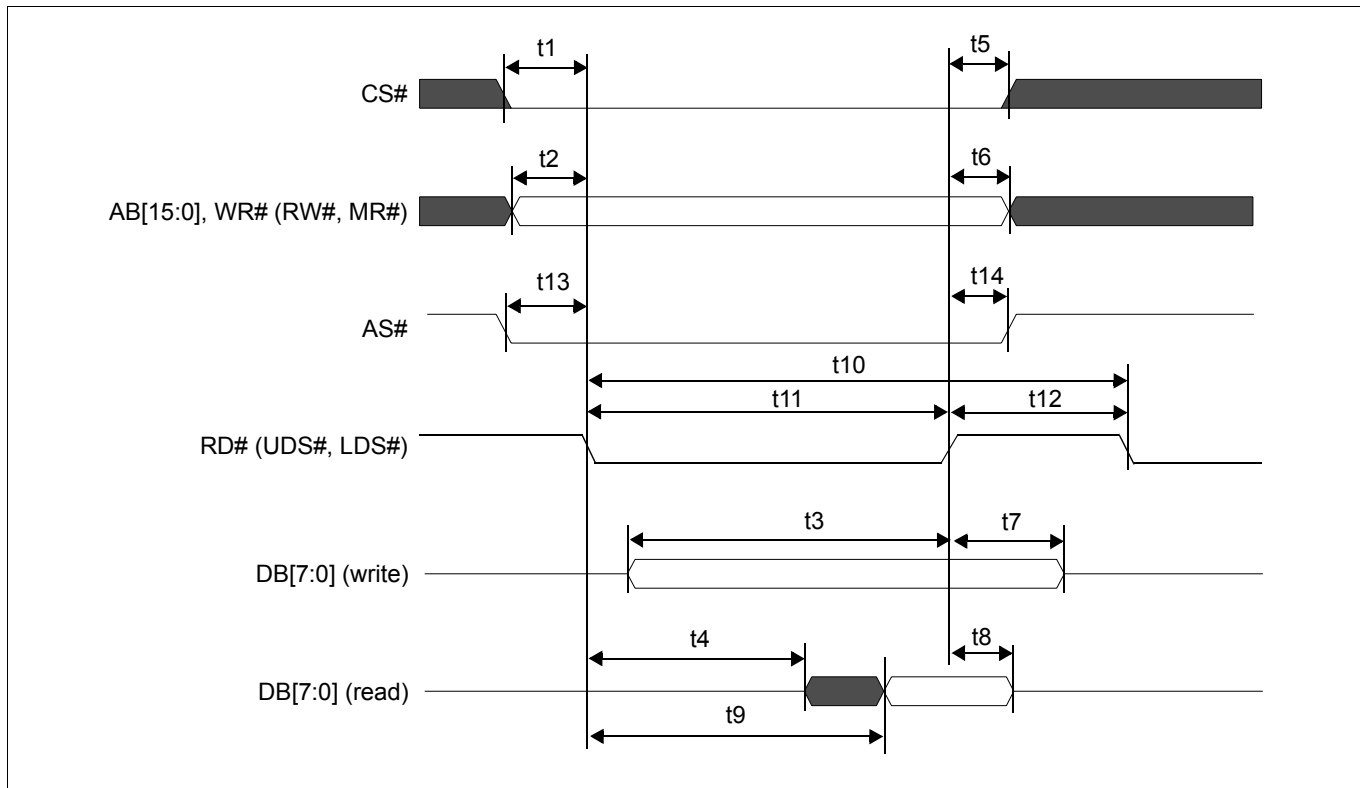 t1
t5
CS#
t2
t6
AB[15:0], WR# (RW#, MR#)
t13
t14
AS#
t10
t11
t12
RD# (UDS#, LDS#)
t3
t7
DB[7:0] (write)
t4
t8
DB[7:0] (read)
t9